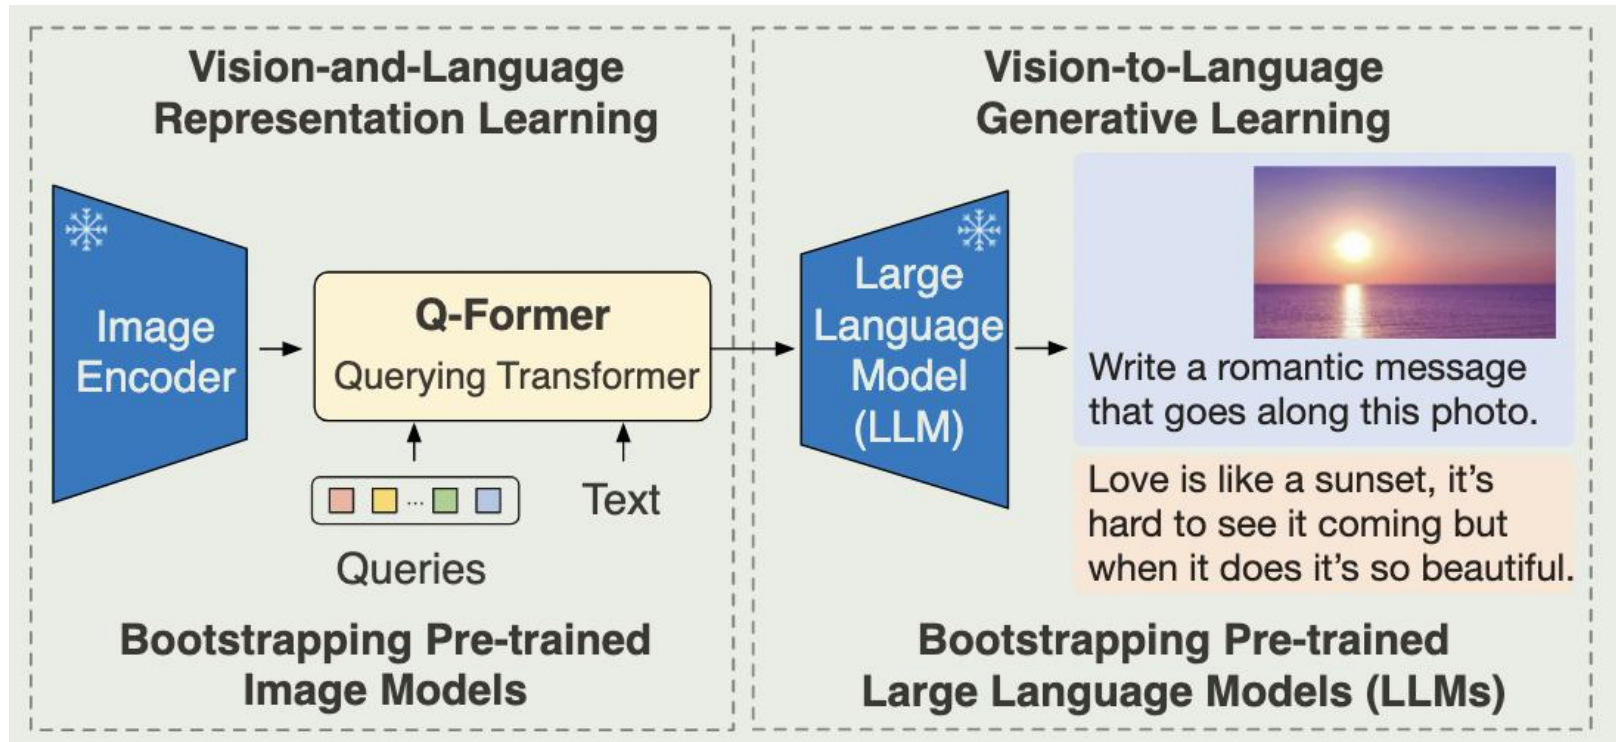 Vision-and-Language
Representation Learning
Image
Encoder
Q-Former
Querying Transformer
...
Queries
Text
Bootstrapping Pre-trained
Image Models
Vision-to-Language
Generative Learning
Large
Language
Model
(LLM)
Write a romantic message
that goes along this photo.
Love is like a sunset, it's
hard to see it coming but
when it does it's so beautiful.
Bootstrapping Pre-trained
Large Language Models (LLMs)